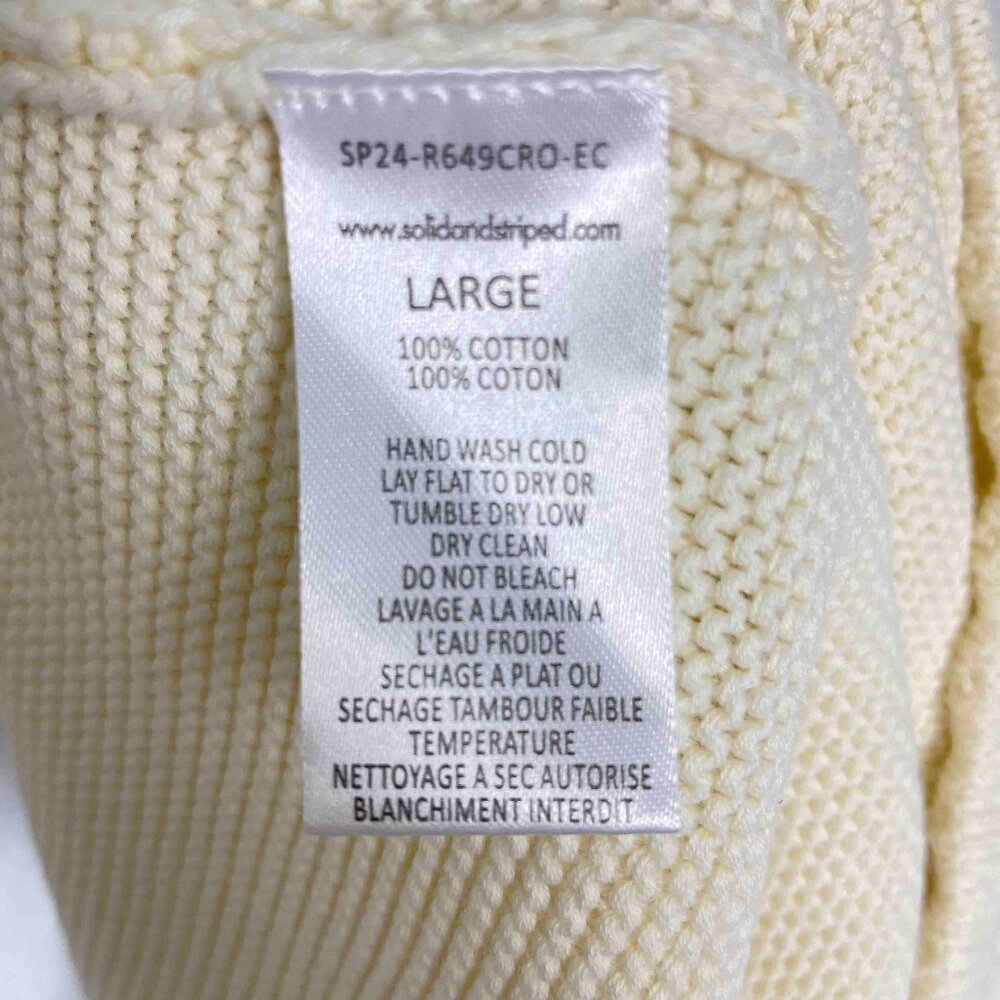 SP24-R649CRO-EC
www.solidandstriped.com
LARGE
100% COTTON
100% COTON
HAND WASH COLD
LAY FLAT TO DRY OR
TUMBLE DRY LOW
DRY CLEAN
DO NOT BLEACH
LAVAGE A LA MAIN A
L'EAU FROIDE
SECHAGE A PLAT OU
SECHAGE TAMBOUR FAIBLE
TEMPERATURE
NETTOYAGE A SEC AUTORISE
BLANCHIMENT INTERDIT